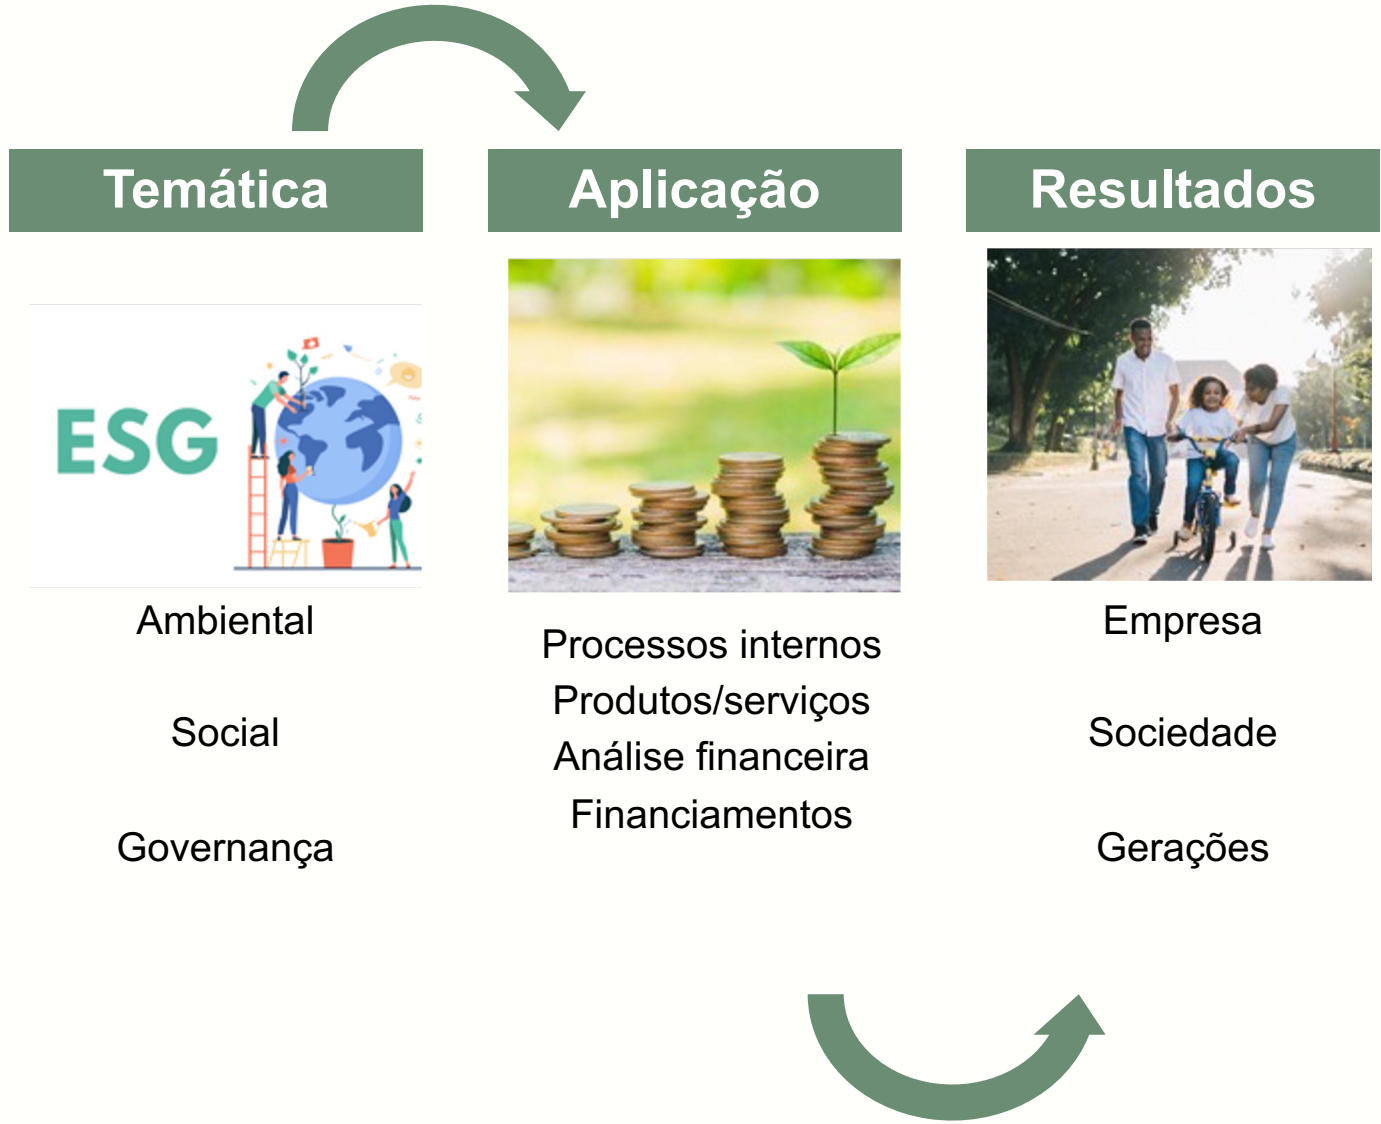 Temática
Aplicação
Resultados
ESG
Ambiental
Social
Governança
Processos internos
Produtos/serviços
Análise financeira
Financiamentos
Empresa
Sociedade
Gerações